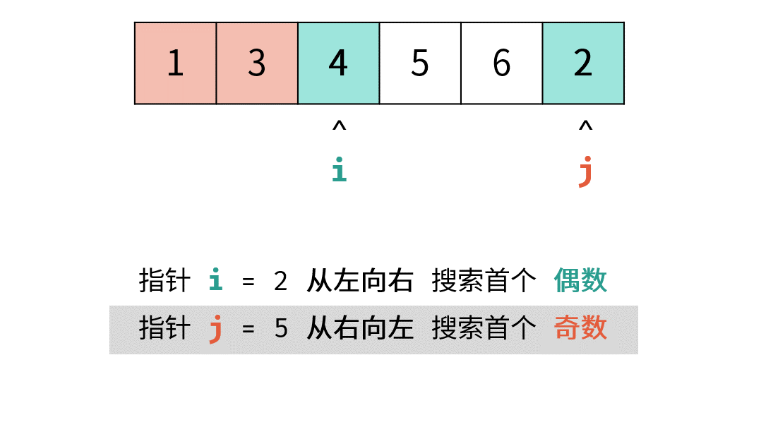 1 3 4 5 6 2
^ ^
i j
指针 i = 2 从左向右 搜索首个 偶数
指针 j = 5 从右向左 搜索首个 奇数